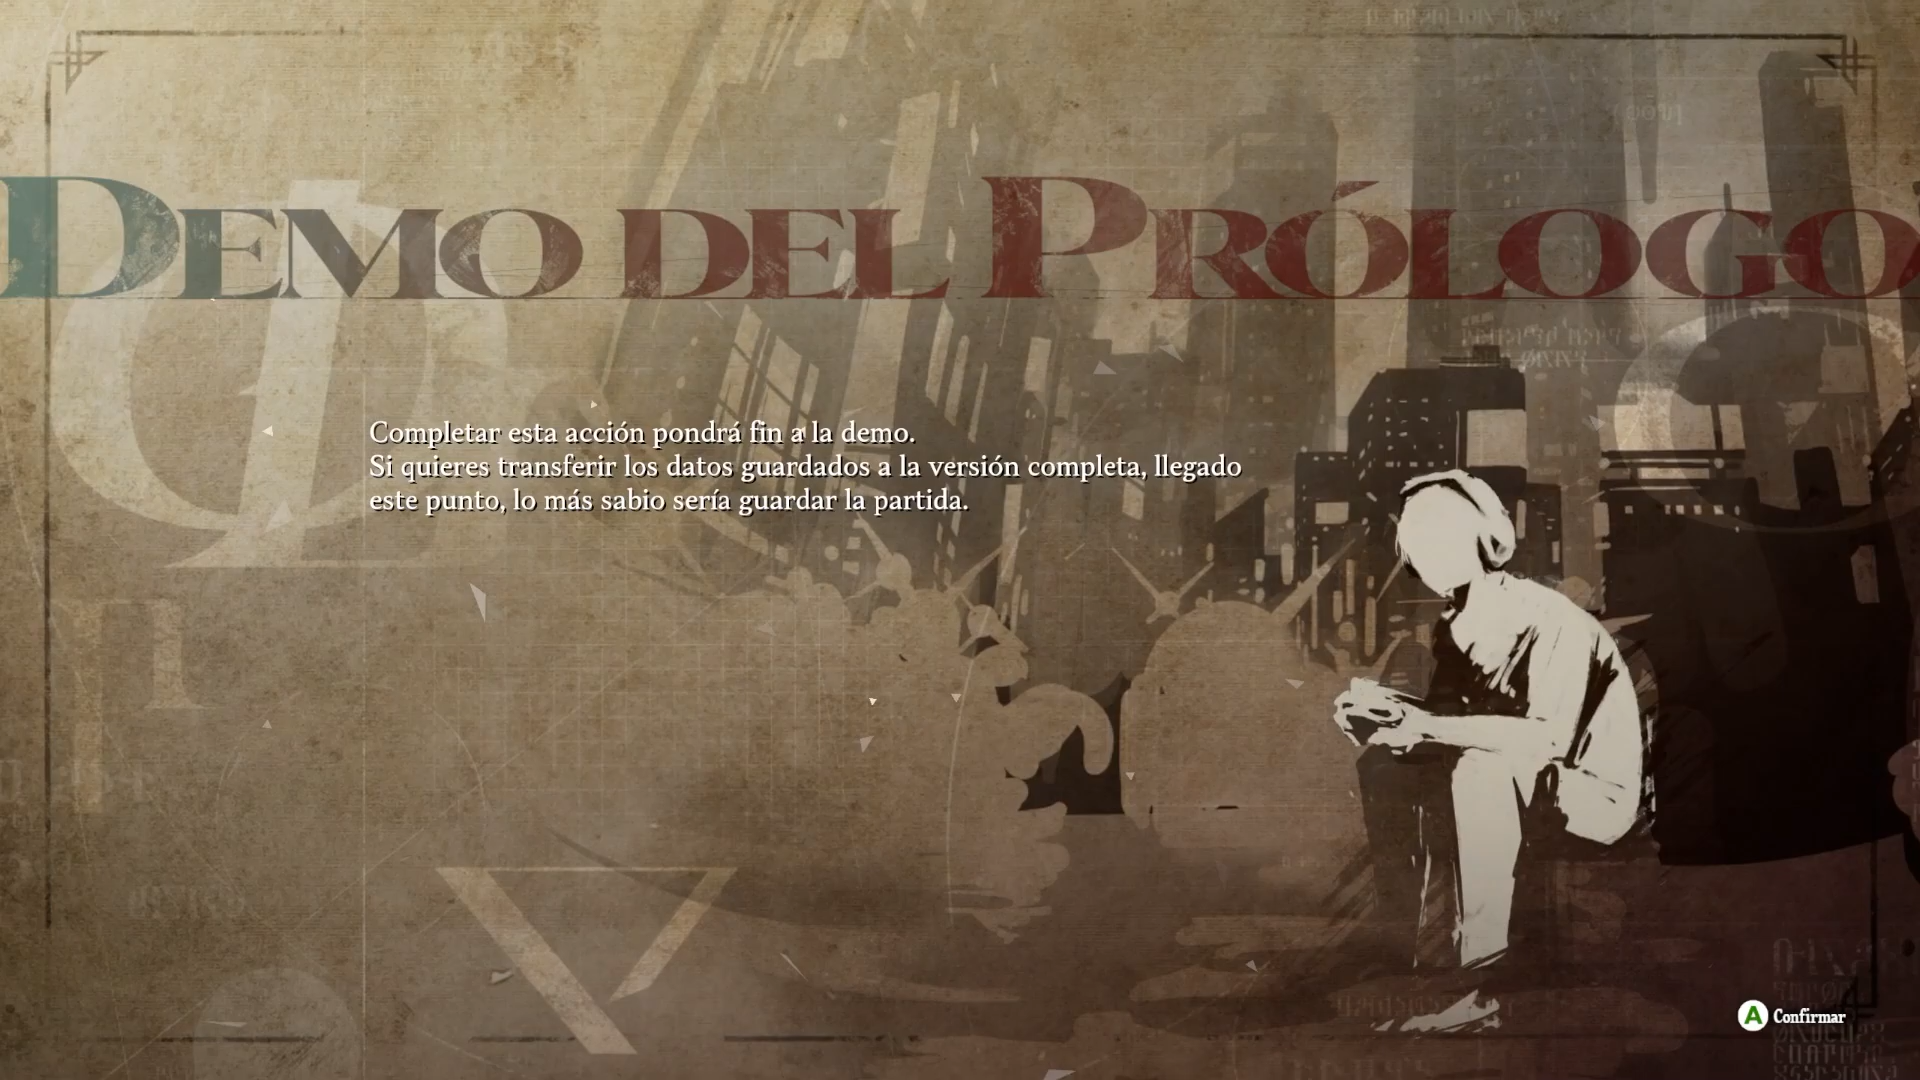 DEMO DEL PRÓLOGO
Completar esta acción pondrá fin a la demo.
Si quieres transferir los datos guardados a la versión completa, llegado
este punto, lo más sabio sería guardar la partida.
A Confirmar